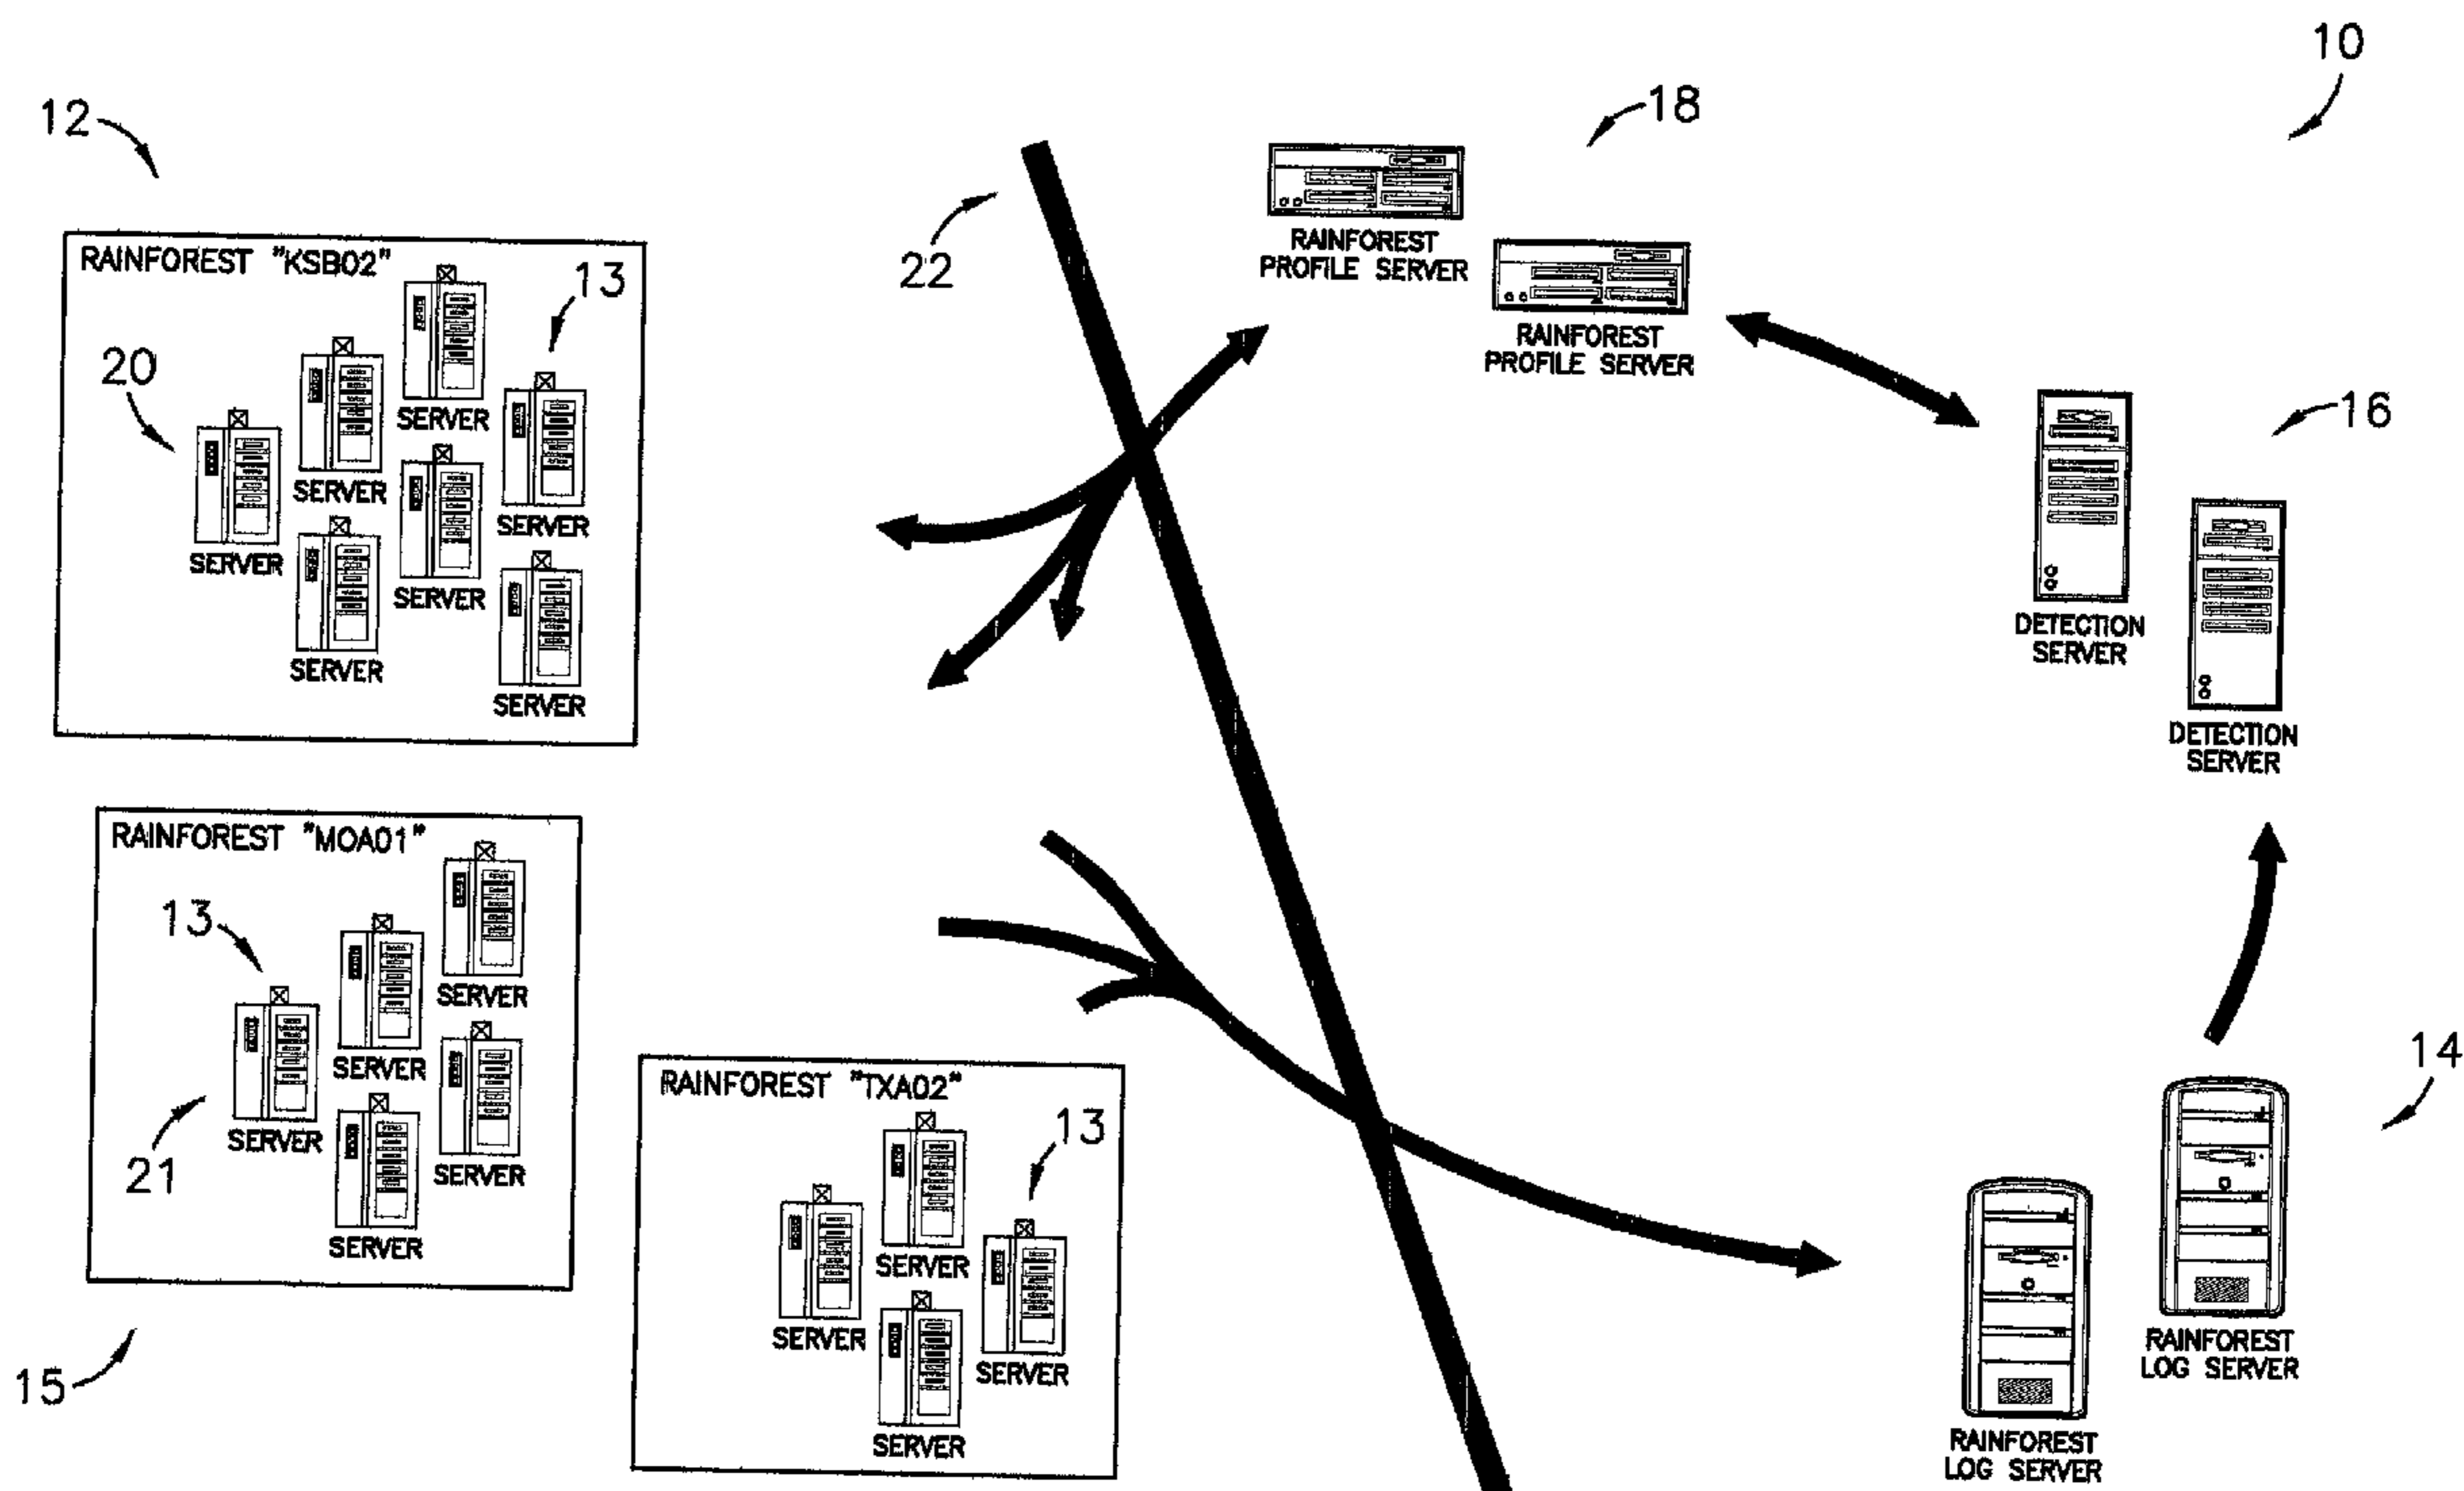 10
12
18
22
RAINFOREST
PROFILE SERVER
RAINFOREST
PROFILE SERVER
16
DETECTION
SERVER
DETECTION
SERVER
14
RAINFOREST
LOG SERVER
RAINFOREST
LOG SERVER
RAINFOREST "KSB02"
13
20
SERVER
SERVER
SERVER
SERVER
SERVER
SERVER
SERVER
RAINFOREST "MOA01"
13
21
SERVER
SERVER
SERVER
SERVER
SERVER
15
RAINFOREST "TXA02"
13
SERVER
SERVER
SERVER
SERVER